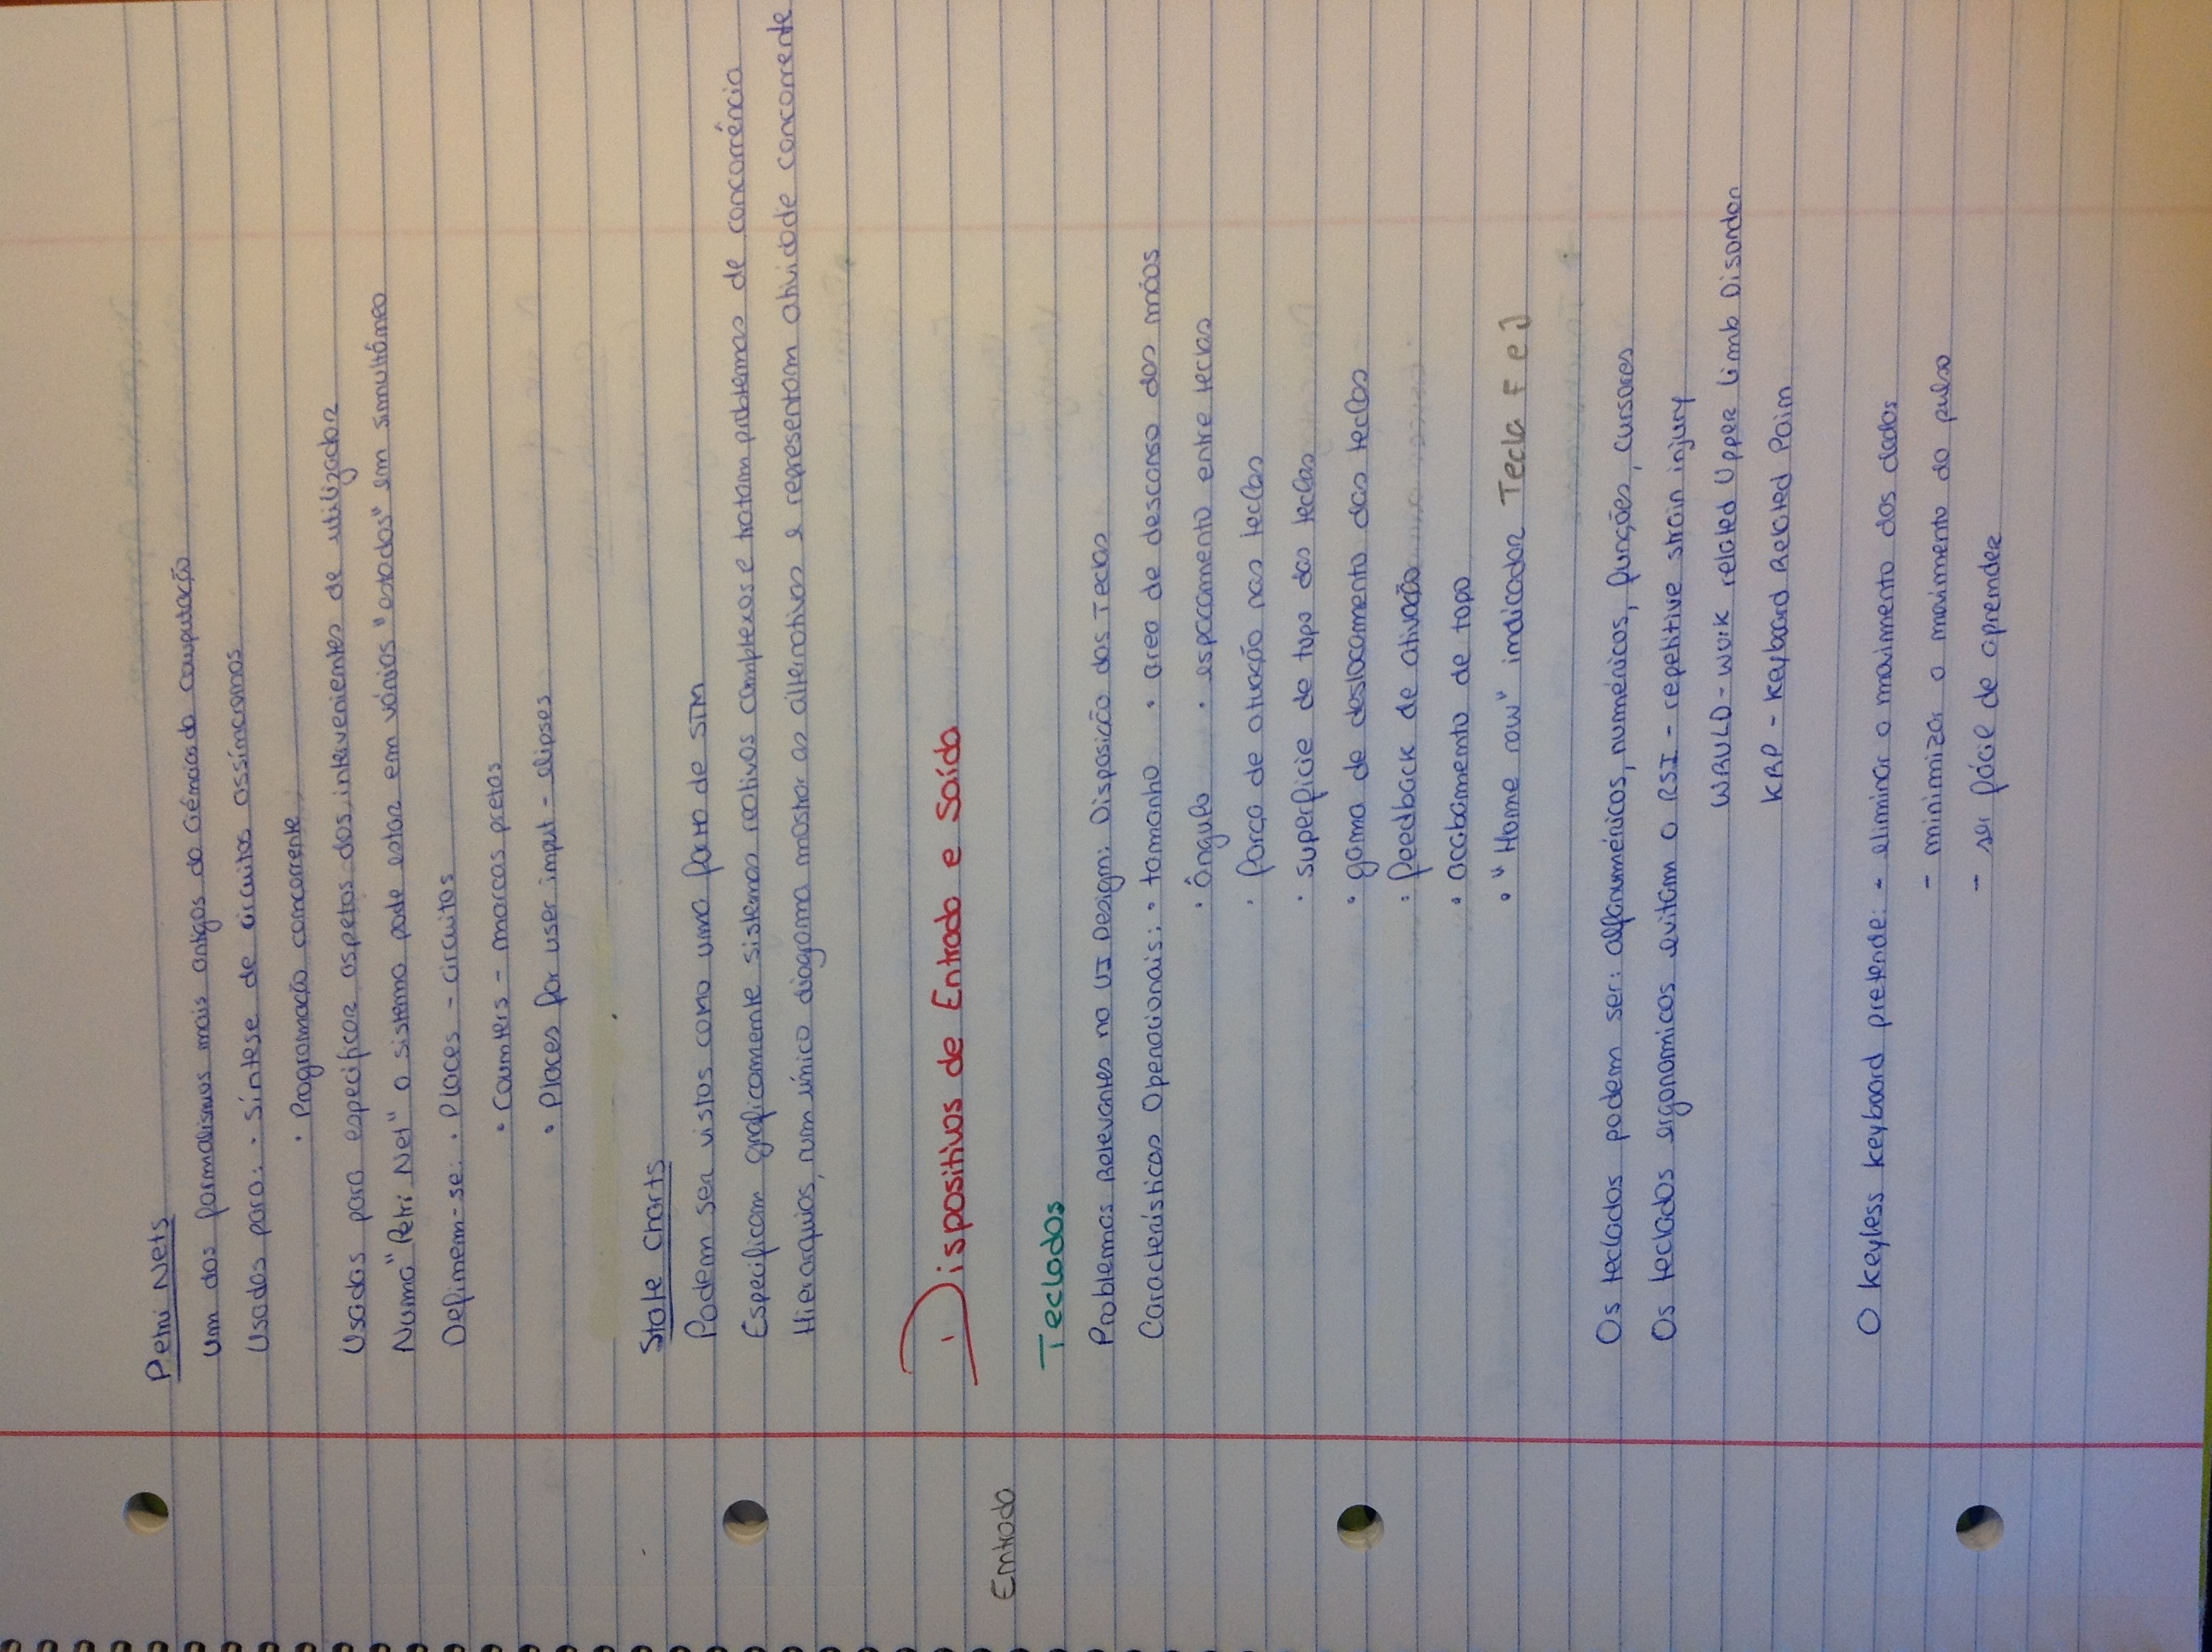 Petri Nets
Um dos formalismos mais antigos da Ciências da computação
Usados para: • síntese de circuitos assíncronos
• Programação concorrente
Usadas para especificar aspetos dos intervenientes de utilizador
Numa "Petri Net" o sistema pode estar em vários "estados" em simultâneo
Definem-se: • Places - circuitos
• Counters - marcas pretas
• Places for user input - elipses
State Charts
Podem ser vistos como uma forma de STM
Especificam graficamente sistemas reativos complexos e tratam problemas de concorrência
Hierarquias, num único diagrama mostrar as alternativas e representam atividade concorrente
Dispositivos de Entrada e Saída
Entrada
Teclados
Problemas Relevantes no UI Design: Disposição das Teclas
Características Operacionais: • tamanho • area de descanso das mãos
• ângulo • espaçamento entre teclas
• força de atuação nas teclas
• superficie de topo das teclas
• gama de deslocamento das teclas
• feedback de ativação
• acabamento de topo
• "Home row" indicador Tecla F e J
Os teclados podem ser: alfanuméricos, numéricos, funções, cursores
Os teclados ergonomicos evitam o RSI - repetitive strain injury
WRULD - Work related Upper Limb Disorder
KRP - Keyboard Related Pain
O keyless keyboard pretende: - eliminar o movimento dos dedos
- minimizar o movimento do pulso
- ser fácil de aprender